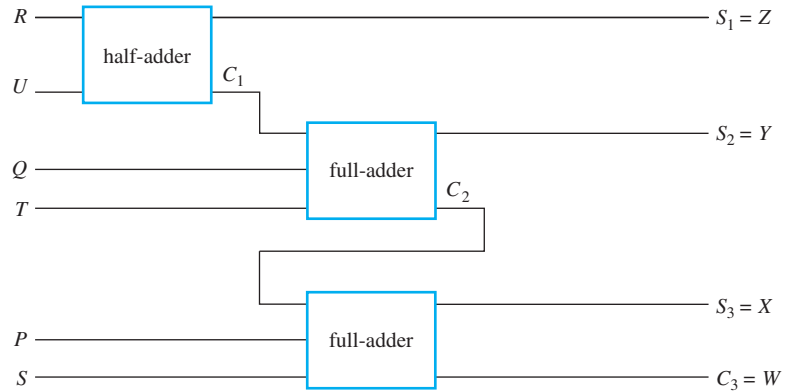 R
S₁ = Z
half-adder
U
C₁
S₂ = Y
Q
full-adder
C₂
T
S₃ = X
P
full-adder
S
C₃ = W